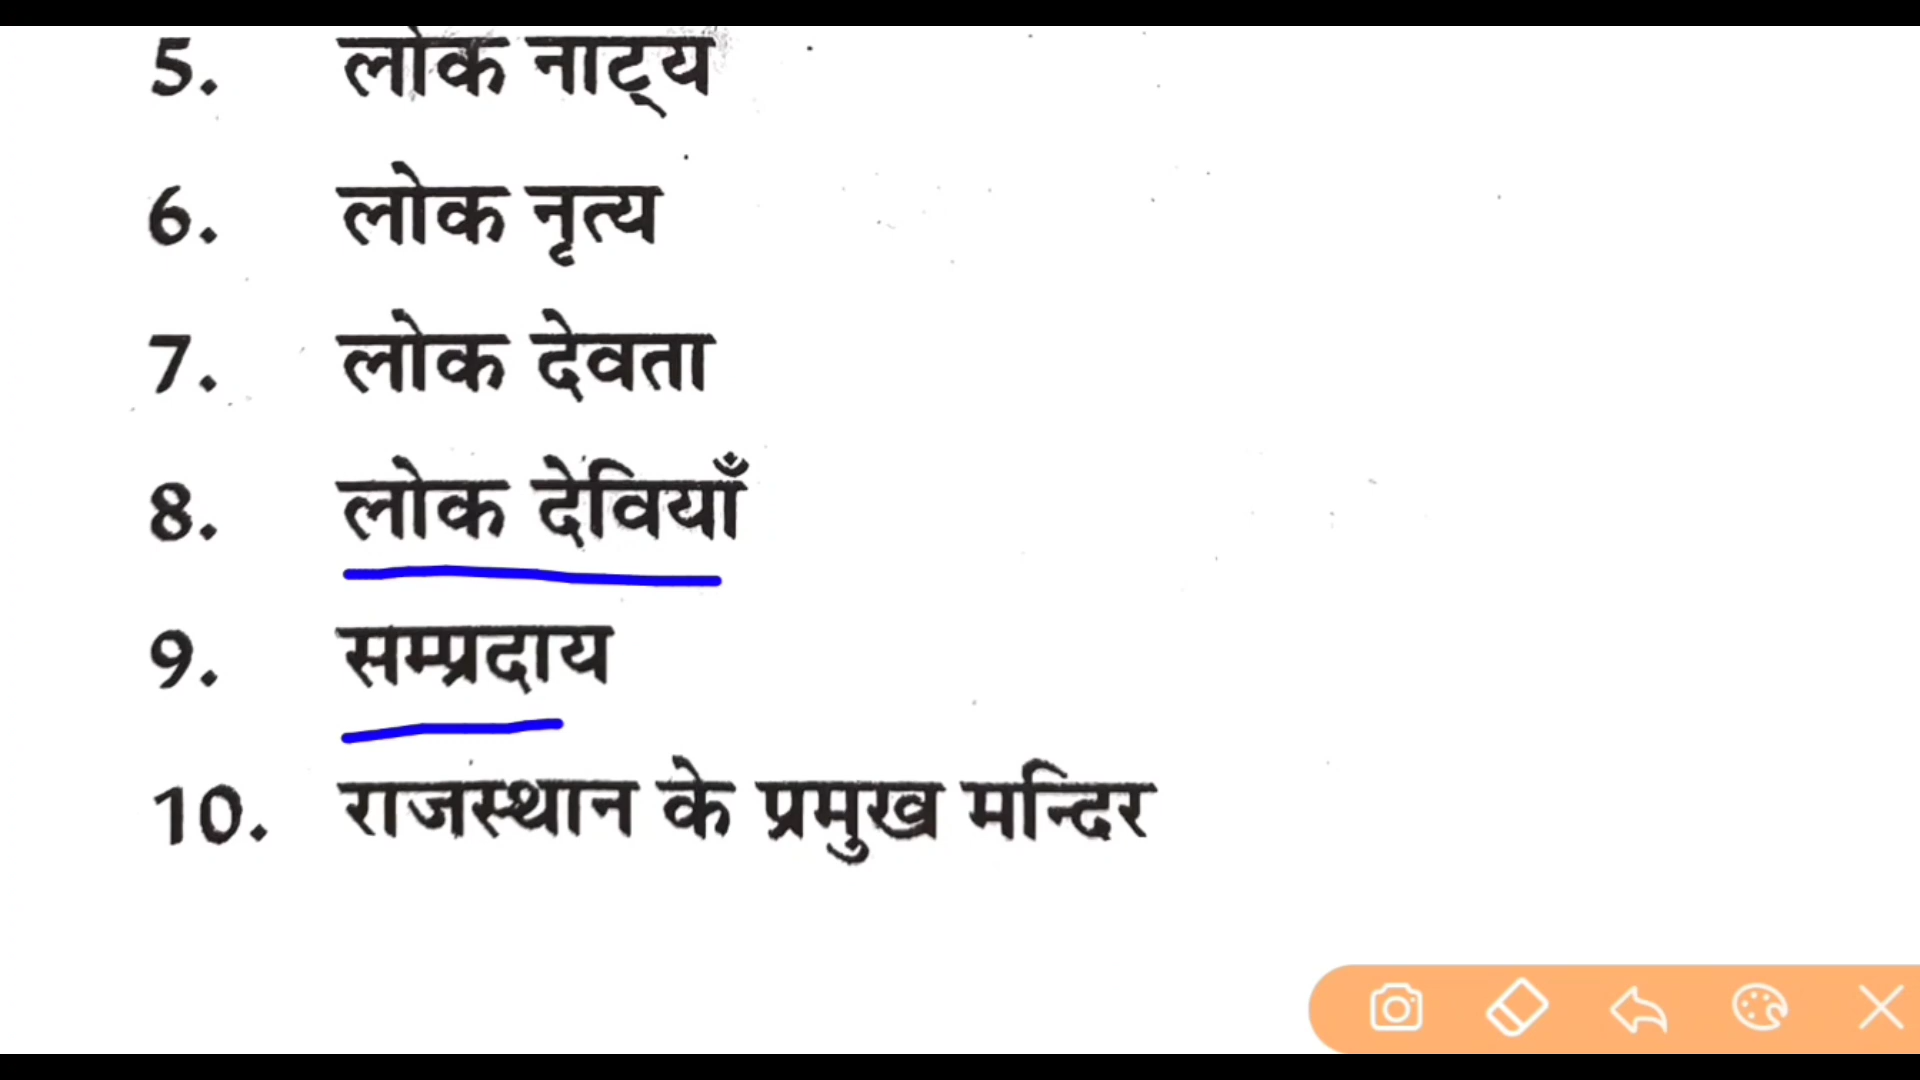 5. लोक नाट्य
6. लोक नृत्य
7. लोक देवता
8. लोक देवियाँ
9. सम्प्रदाय
10. राजस्थान के प्रमुख मन्दिर